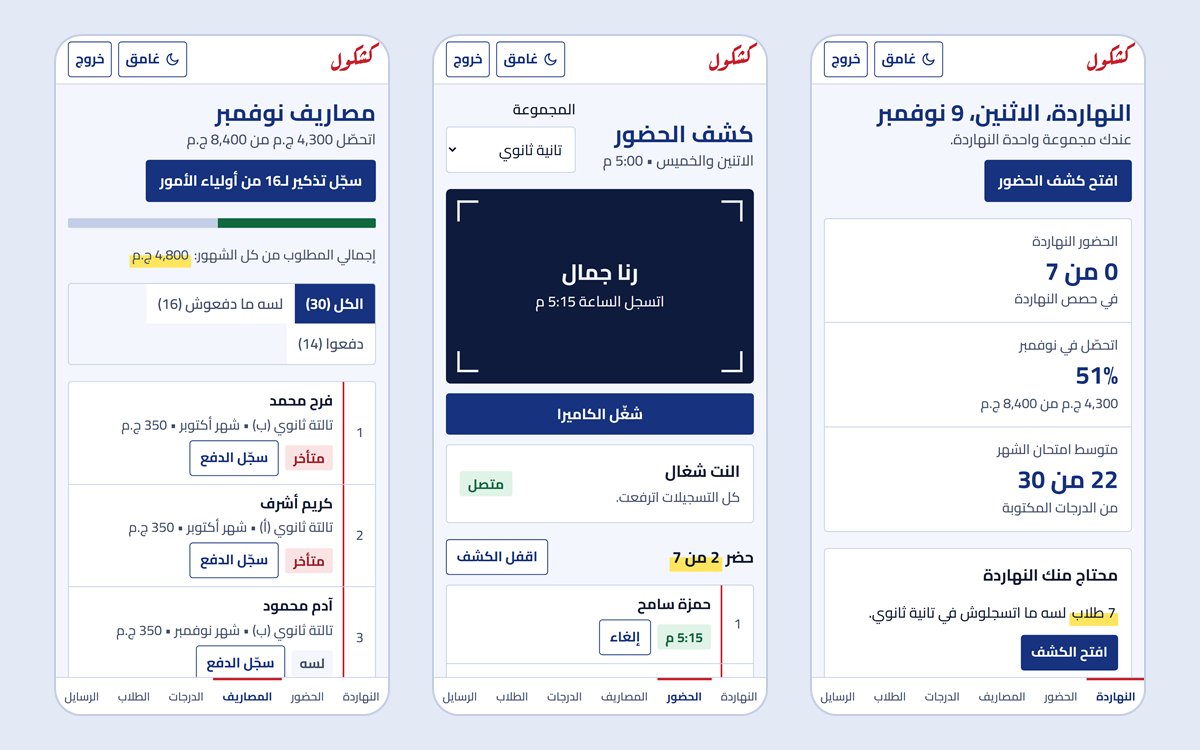 كشكول
غامق
خروج
النهاردة، الاثنين، 9 نوفمبر
عندك مجموعة واحدة النهاردة.
افتح كشف الحضور
الحضور النهاردة
0 من 7
في حصص النهاردة
اتحصّل في نوفمبر
51%
4,300 ج.م من 8,400 ج.م
متوسط امتحان الشهر
22 من 30
من الدرجات المكتوبة
محتاج منك النهاردة
7 طلاب لسه ما اتسجلوش في تانية ثانوي.
افتح الكشف
النهاردة الحضور المصاريف الدرجات الطلاب الرسايل
كشكول
غامق
خروج
كشف الحضور
الاثنين والخميس • 5:00 م
المجموعة
تانية ثانوي
رنا جمال
اتسجل الساعة 5:15 م
شغّل الكاميرا
النت شغال
كل التسجيلات اترفعت.
متصل
حضر 2 من 7
اقفل الكشف
1
حمزة سامح
5:15 م
إلغاء
النهاردة الحضور المصاريف الدرجات الطلاب الرسايل
كشكول
غامق
خروج
مصاريف نوفمبر
اتحصّل 4,300 ج.م من 8,400 ج.م
سجّل تذكير لـ16 من أولياء الأمور
إجمالي المطلوب من كل الشهور: 4,800 ج.م
الكل (30)
لسه ما دفعوش (16)
دفعوا (14)
1
فرح محمد
تالتة ثانوي (ب) • شهر أكتوبر • 350 ج.م
متأخر
سجّل الدفع
2
كريم أشرف
تالتة ثانوي (أ) • شهر أكتوبر • 350 ج.م
متأخر
سجّل الدفع
3
آدم محمود
تالتة ثانوي (ب) • شهر نوفمبر • 350 ج.م
لسه
سجّل الدفع
النهاردة الحضور المصاريف الدرجات الطلاب الرسايل